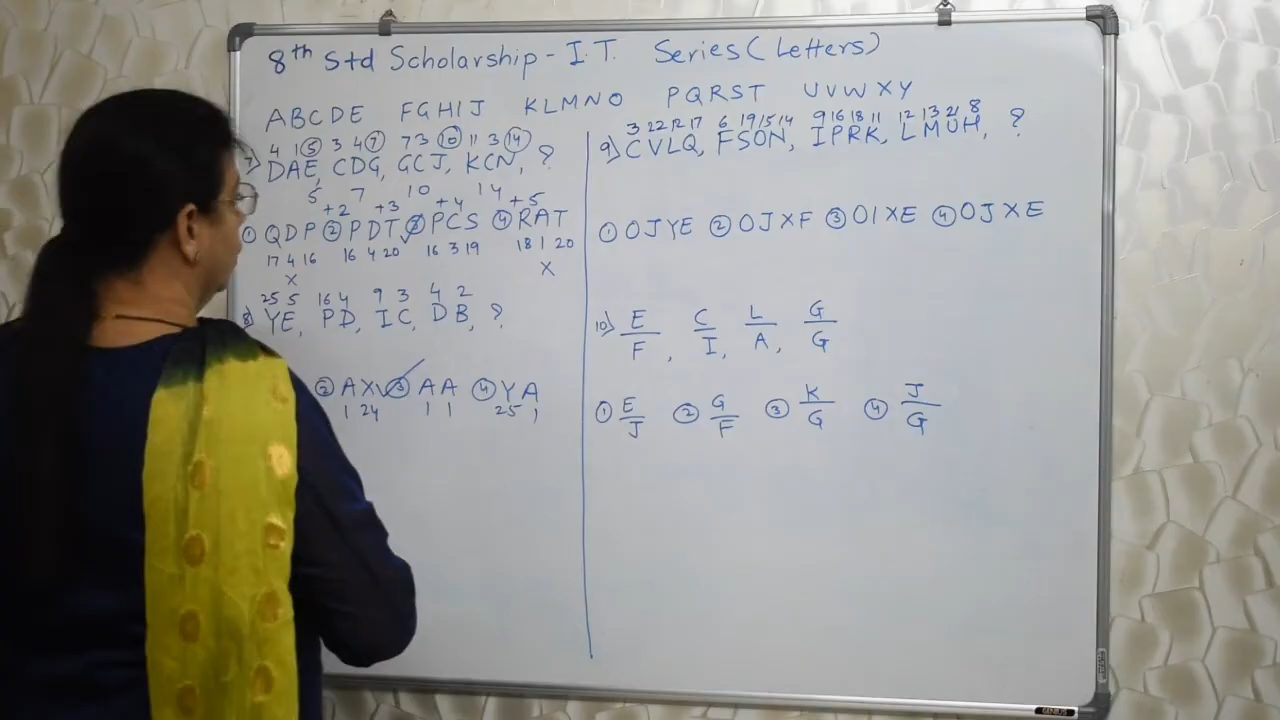 8th Std Scholarship - I.T. Series (Letters)
ABCDE FGHIJ KLMNO PQRST UVWXY
4 1 5 3 4 7 7 3 10 11 3 14
7) DAE, CDG, GCJ, KCN, ?
5 7 10 14
+2 +3 +4 +5
① QDP ② PDT ③ PCS ④ RAT
17 4 16 16 4 20 16 3 19 18 1 20
X X
25 5 16 4 9 3 4 2
8) YE, PD, IC, DB, ?
② AX ③ AA ④ YA
1 24 1 1 25 1
3 22 12 17 6 19 15 14 9 16 18 11 12 13 21 8
9) CVLQ, FSON, IPRK, LMUH, ?
① OJYE ② OJXF ③ OIXE ④ OJXE
10) E/F, C/I, L/A, G/G
① E/J ② G/F ③ K/G ④ J/G